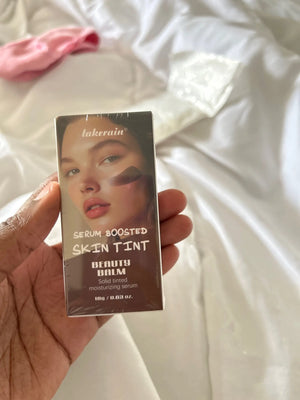 lakerain
SERUM BOOSTED
SKIN TINT
BEAUTY
BALM
Solid tinted
moisturizing serum
18g / 0.63 oz.